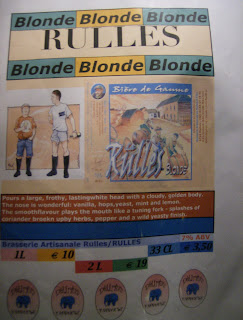 Blonde Blonde Blonde
RULLES
Blonde Blonde Blonde
Bière de Gaume
Rulles
Pours a large, frothy, lastingwhite head with a cloudy, golden body.
The nose is wonderful: vanilla, hops,yeast, mint and lemon.
The smoothflavour plays the mouth like a tuning fork - splashes of
coriander broken upby herbs, pepper and a wild yeasty finish.
7% ABV
Brasserie Artisanale Rulles/RULLES
33 CL € 3,50
1L € 10
2 L € 19